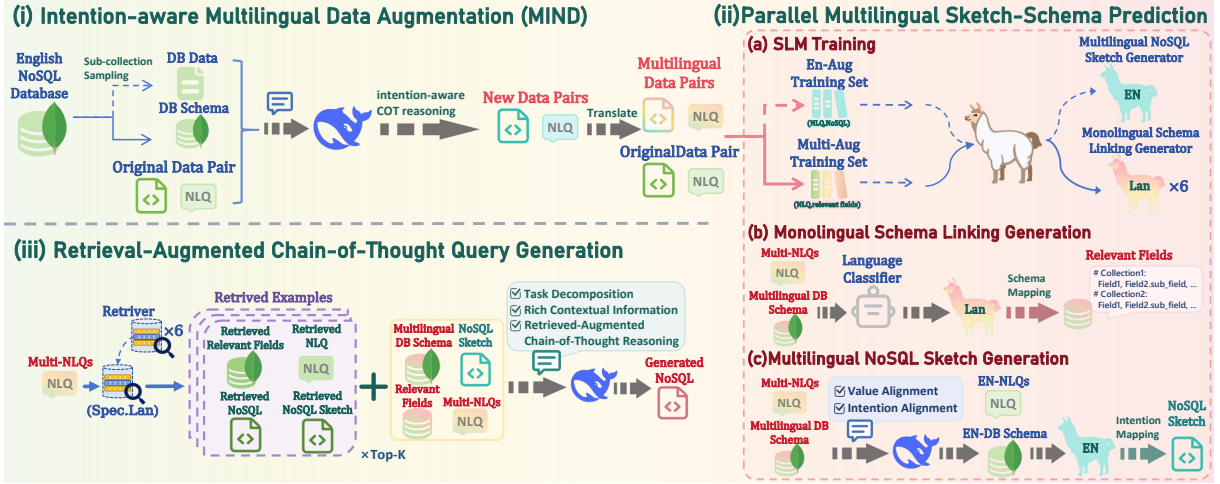 (i) Intention-aware Multilingual Data Augmentation (MIND)
English
NoSQL
Database
Sub-collection
Sampling
DB Data
DB Schema
Original Data Pair
NLQ
intention-aware
COT reasoning
New Data Pairs
NLQ
Translate
Multilingual
Data Pairs
NLQ
OriginalData Pair
NLQ
(ii)Parallel Multilingual Sketch-Schema Prediction
(a) SLM Training
En-Aug
Training Set
(NLQ,NoSQL)
Multi-Aug
Training Set
(NLQ,relevant fields)
Multilingual NoSQL
Sketch Generator
EN
Monolingual Schema
Linking Generator
Lan
×6
(b) Monolingual Schema Linking Generation
Multi-NLQs
NLQ
Multilingual DB
Schema
Language
Classifier
Lan
Schema
Mapping
Relevant Fields
# Collection1:
Field1, Field2.sub_field, ...
# Collection2:
Field1, Field2.sub_field, ...
(c)Multilingual NoSQL Sketch Generation
Multi-NLQs
NLQ
Multilingual DB
Schema
Value Alignment
Intention Alignment
EN-NLQs
NLQ
EN-DB Schema
EN
Intention
Mapping
NoSQL
Sketch
(iii) Retrieval-Augmented Chain-of-Thought Query Generation
Multi-NLQs
NLQ
Retriver
×6
(Spec.Lan)
Retrived Examples
Retrieved
Relevant Fields
Retrieved
NLQ
NLQ
Retrieved
NoSQL
Retrieved
NoSQL Sketch
×Top-K
Multilingual
DB Schema
NoSQL
Sketch
Relevant
Fields
Multi-NLQs
NLQ
Task Decomposition
Rich Contextual Information
Retrieved-Augmented
Chain-of-Thought Reasoning
Generated
NoSQL